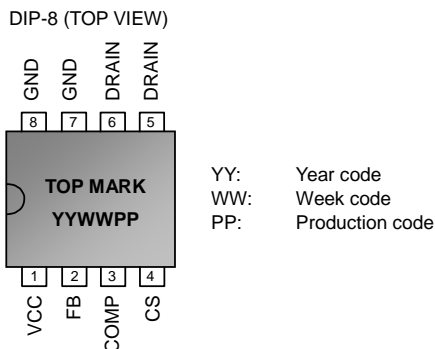 DIP-8 (TOP VIEW)
GND GND DRAIN DRAIN
8 7 6 5
TOP MARK
YYWWPP
YY: Year code
WW: Week code
PP: Production code
1 2 3 4
VCC FB COMP CS